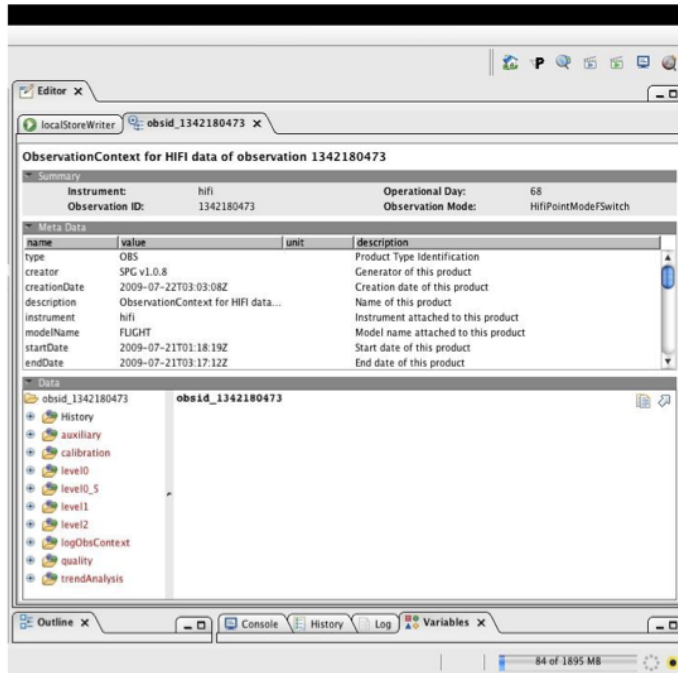 Editor
localStoreWriter obsid_1342180473
ObservationContext for HIFI data of observation 1342180473
Summary
Instrument: hifi Operational Day: 68
Observation ID: 1342180473 Observation Mode: HifiPointModeFSwitch
Meta Data
name value unit description
type OBS Product Type Identification
creator SPG v1.0.8 Generator of this product
creationDate 2009-07-22T03:03:08Z Creation date of this product
description ObservationContext for HIFI data... Name of this product
instrument hifi Instrument attached to this product
modelName FLIGHT Model name attached to this product
startDate 2009-07-21T01:18:19Z Start date of this product
endDate 2009-07-21T03:17:12Z End date of this product
Data
obsid_1342180473 obsid_1342180473
History
auxiliary
calibration
level0
level0_5
level1
level2
logObsContext
quality
trendAnalysis
Outline Console History Log Variables
84 of 1895 MB